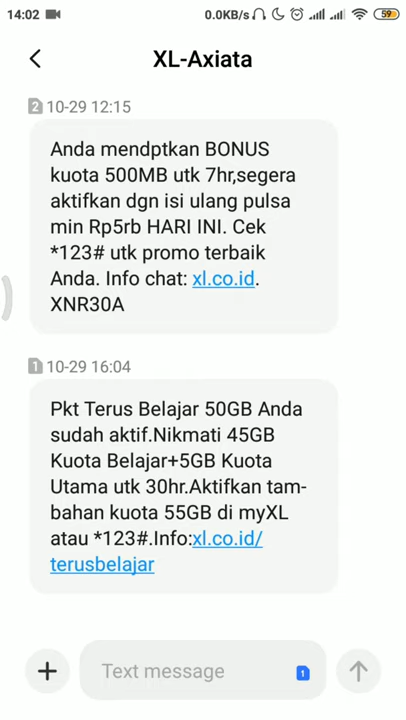 14:02
0.0KB/s
59
XL-Axiata
2 10-29 12:15
Anda mendptkan BONUS
kuota 500MB utk 7hr,segera
aktifkan dgn isi ulang pulsa
min Rp5rb HARI INI. Cek
*123# utk promo terbaik
Anda. Info chat: xl.co.id.
XNR30A
1 10-29 16:04
Pkt Terus Belajar 50GB Anda
sudah aktif.Nikmati 45GB
Kuota Belajar+5GB Kuota
Utama utk 30hr.Aktifkan tam-
bahan kuota 55GB di myXL
atau *123#.Info:xl.co.id/
terusbelajar
Text message
1